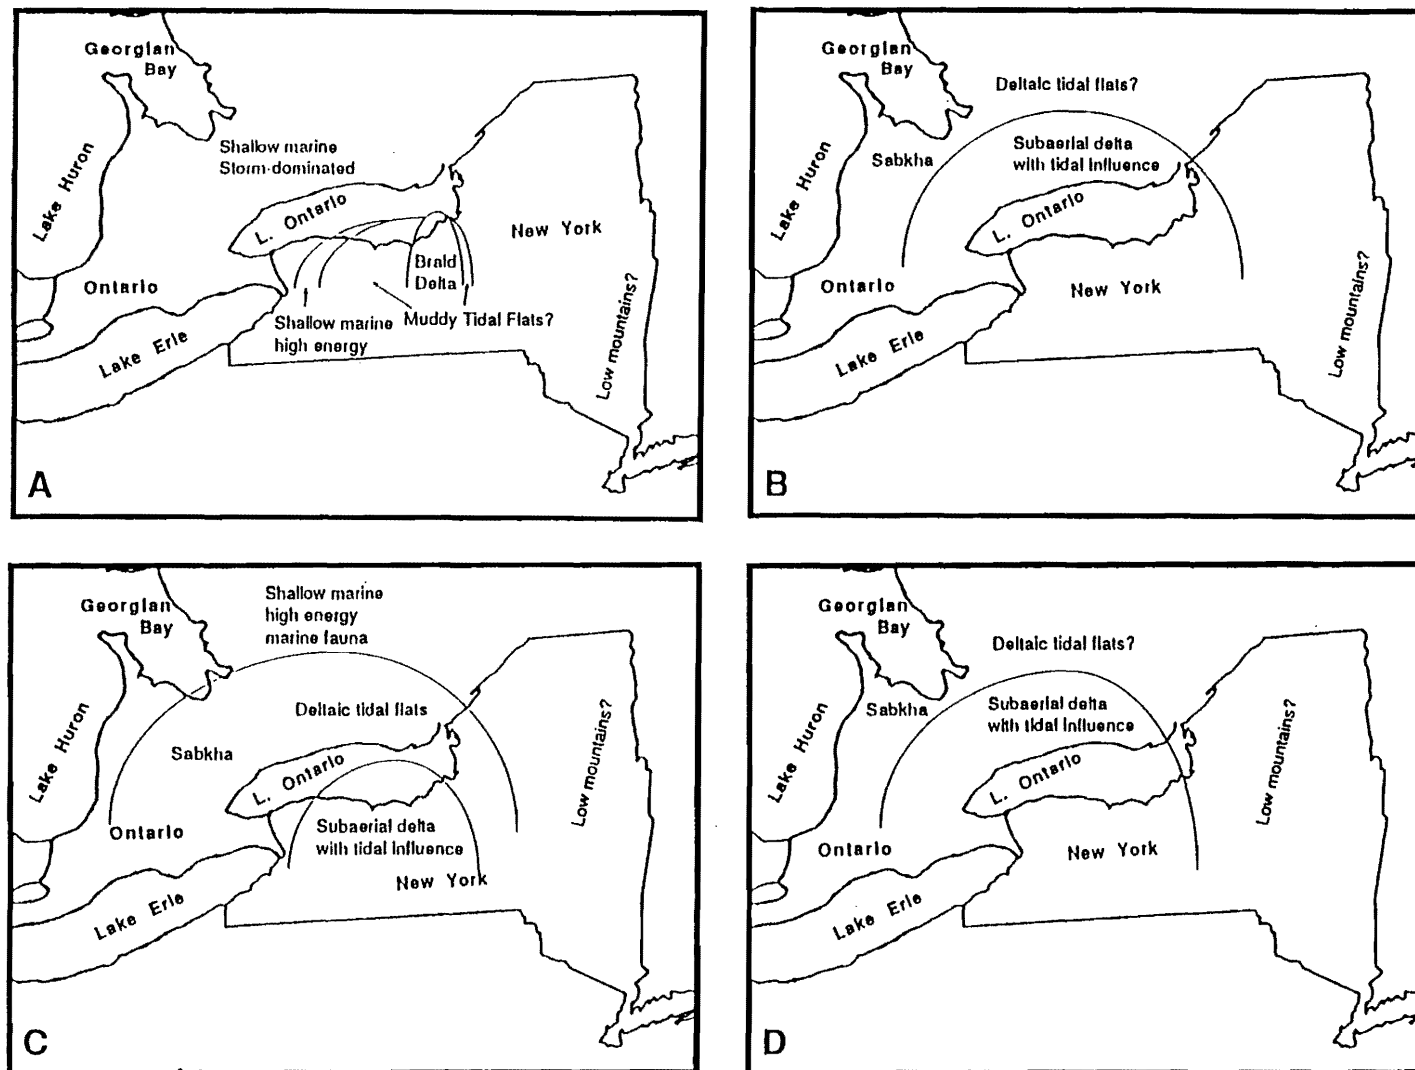 Georgian
Bay
Lake Huron
Shallow marine
Storm-dominated
L. Ontario
New York
Braid
Delta
Ontario
Shallow marine
high energy
Muddy Tidal Flats?
Lake Erie
Low mountains?
A
Georgian
Bay
Deltaic tidal flats?
Lake Huron
Sabkha
Subaerial delta
with tidal Influence
L. Ontario
Ontario
New York
Lake Erie
Low mountains?
B
Shallow marine
high energy
marine fauna
Georgian
Bay
Lake Huron
Deltaic tidal flats
Sabkha
L. Ontario
Low mountains?
Ontario
Subaerial delta
with tidal Influence
New York
Lake Erie
C
Georgian
Bay
Deltaic tidal flats?
Lake Huron
Sabkha
Subaerial delta
with tidal Influence
L. Ontario
Low mountains?
Ontario
New York
Lake Erie
D